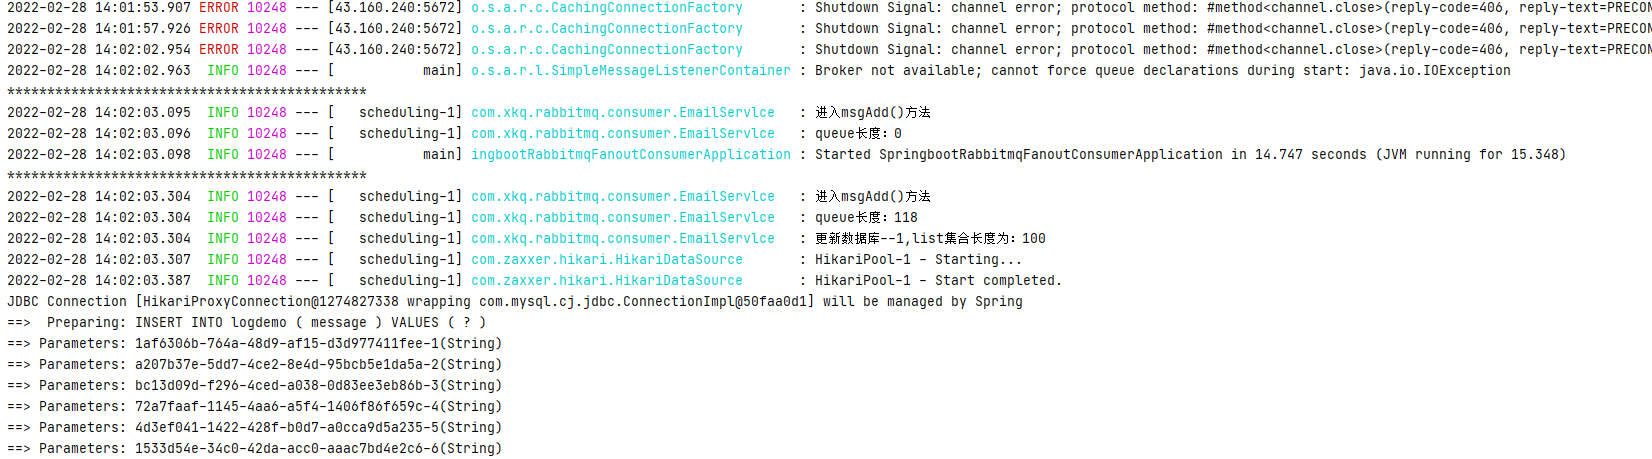 2022-02-28 14:01:53.907 ERROR 10248 --- [43.160.240:5672] o.s.a.r.c.CachingConnectionFactory       : Shutdown Signal: channel error; protocol method: #method<channel.close>(reply-code=406, reply-text=PRECON
2022-02-28 14:01:57.926 ERROR 10248 --- [43.160.240:5672] o.s.a.r.c.CachingConnectionFactory       : Shutdown Signal: channel error; protocol method: #method<channel.close>(reply-code=406, reply-text=PRECON
2022-02-28 14:02:02.954 ERROR 10248 --- [43.160.240:5672] o.s.a.r.c.CachingConnectionFactory       : Shutdown Signal: channel error; protocol method: #method<channel.close>(reply-code=406, reply-text=PRECON
2022-02-28 14:02:02.963  INFO 10248 --- [           main] o.s.a.r.l.SimpleMessageListenerContainer : Broker not available; cannot force queue declarations during start: java.io.IOException
*********************************************
2022-02-28 14:02:03.095  INFO 10248 --- [   scheduling-1] com.xkq.rabbitmq.consumer.EmailServlce   : 进入msgAdd()方法
2022-02-28 14:02:03.096  INFO 10248 --- [   scheduling-1] com.xkq.rabbitmq.consumer.EmailServlce   : queue长度：0
2022-02-28 14:02:03.098  INFO 10248 --- [           main] ingbootRabbitmqFanoutConsumerApplication : Started SpringbootRabbitmqFanoutConsumerApplication in 14.747 seconds (JVM running for 15.348)
*********************************************
2022-02-28 14:02:03.304  INFO 10248 --- [   scheduling-1] com.xkq.rabbitmq.consumer.EmailServlce   : 进入msgAdd()方法
2022-02-28 14:02:03.304  INFO 10248 --- [   scheduling-1] com.xkq.rabbitmq.consumer.EmailServlce   : queue长度：118
2022-02-28 14:02:03.304  INFO 10248 --- [   scheduling-1] com.xkq.rabbitmq.consumer.EmailServlce   : 更新数据库--1,list集合长度为：100
2022-02-28 14:02:03.307  INFO 10248 --- [   scheduling-1] com.zaxxer.hikari.HikariDataSource       : HikariPool-1 - Starting...
2022-02-28 14:02:03.387  INFO 10248 --- [   scheduling-1] com.zaxxer.hikari.HikariDataSource       : HikariPool-1 - Start completed.
JDBC Connection [HikariProxyConnection@1274827338 wrapping com.mysql.cj.jdbc.ConnectionImpl@50faa0d1] will be managed by Spring
==>  Preparing: INSERT INTO logdemo ( message ) VALUES ( ? )
==> Parameters: 1af6306b-764a-48d9-af15-d3d977411fee-1(String)
==> Parameters: a207b37e-5dd7-4ce2-8e4d-95bcb5e1da5a-2(String)
==> Parameters: bc13d09d-f296-4ced-a038-0d83ee3eb86b-3(String)
==> Parameters: 72a7faaf-1145-4aa6-a5f4-1406f86f659c-4(String)
==> Parameters: 4d3ef041-1422-428f-b0d7-a0cca9d5a235-5(String)
==> Parameters: 1533d54e-34c0-42da-acc0-aaac7bd4e2c6-6(String)